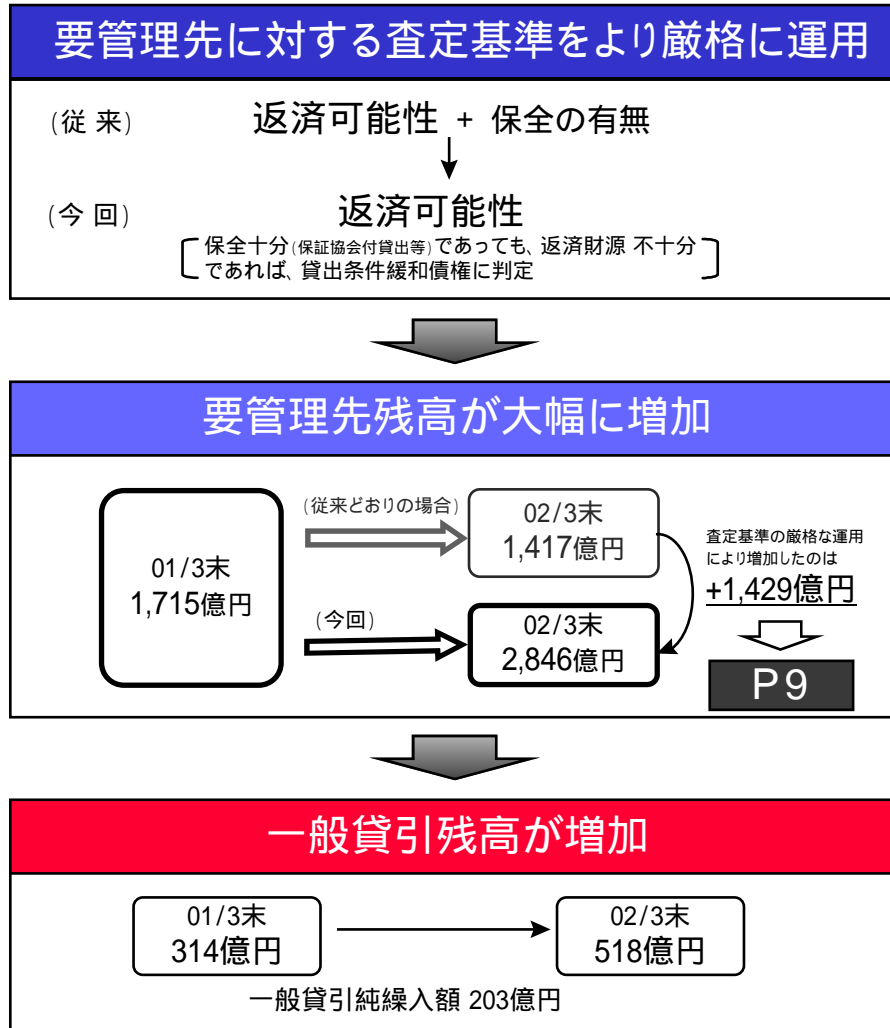 要管理先に対する査定基準をより厳格に運用
(従 来) 返済可能性 + 保全の有無
(今 回) 返済可能性
保全十分(保証協会付貸出等)であっても、返済財源 不十分
であれば、貸出条件緩和債権に判定
要管理先残高が大幅に増加
01/3末
1,715億円
(従来どおりの場合)
02/3末
1,417億円
(今回)
02/3末
2,846億円
査定基準の厳格な運用
により増加したのは
+1,429億円
P9
一般貸引残高が増加
01/3末
314億円
02/3末
518億円
一般貸引純繰入額 203億円